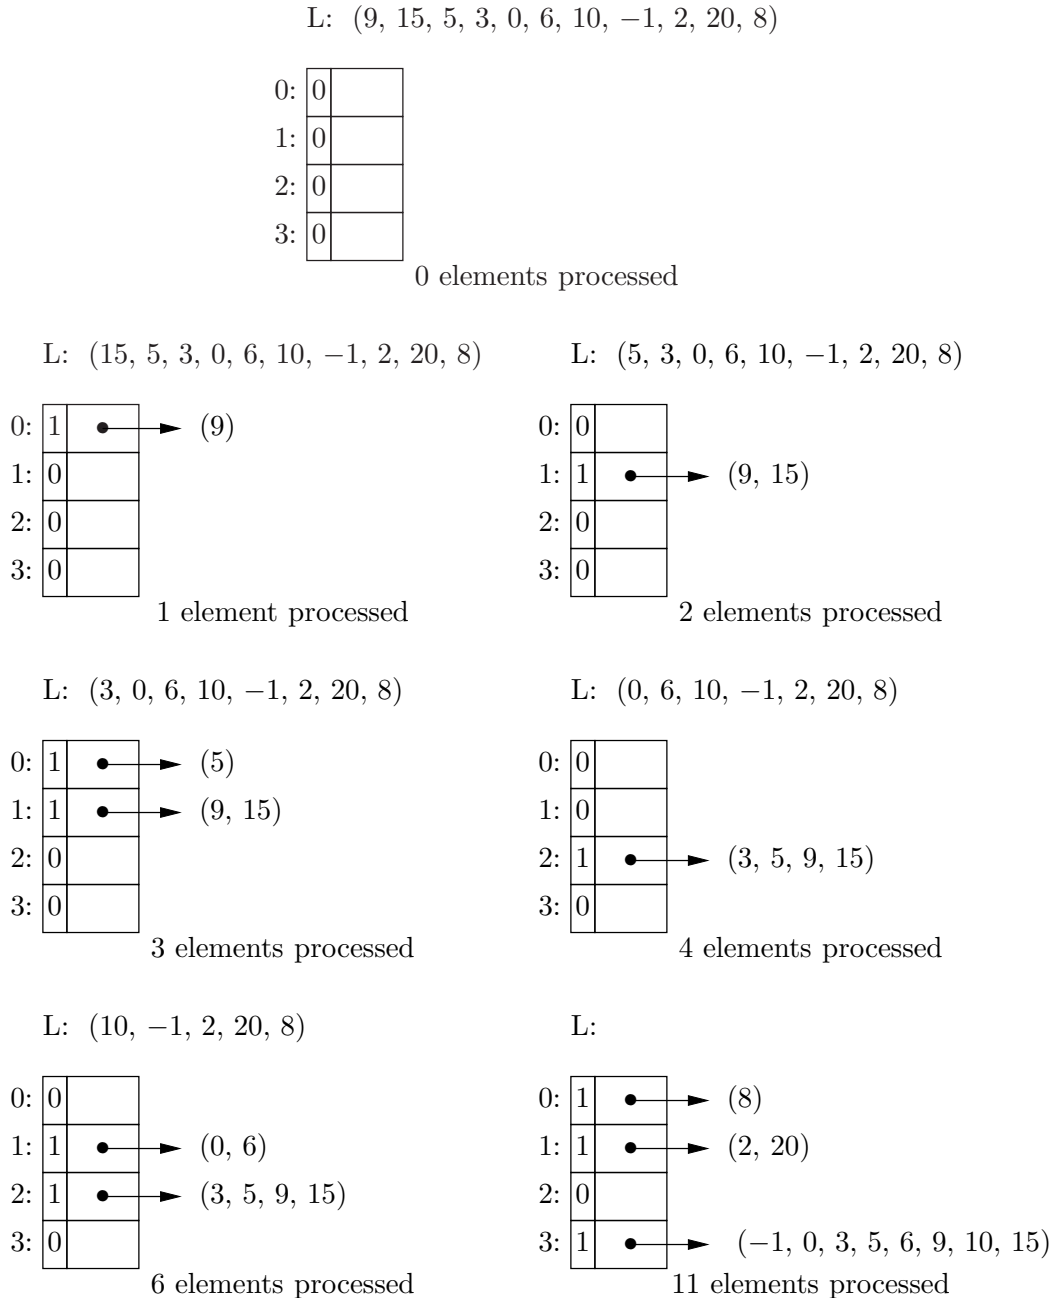 L: (9, 15, 5, 3, 0, 6, 10, −1, 2, 20, 8)
0: 0
1: 0
2: 0
3: 0
0 elements processed
L: (15, 5, 3, 0, 6, 10, −1, 2, 20, 8)
0: 1 (9)
1: 0
2: 0
3: 0
1 element processed
L: (5, 3, 0, 6, 10, −1, 2, 20, 8)
0: 0
1: 1 (9, 15)
2: 0
3: 0
2 elements processed
L: (3, 0, 6, 10, −1, 2, 20, 8)
0: 1 (5)
1: 1 (9, 15)
2: 0
3: 0
3 elements processed
L: (0, 6, 10, −1, 2, 20, 8)
0: 0
1: 0
2: 1 (3, 5, 9, 15)
3: 0
4 elements processed
L: (10, −1, 2, 20, 8)
0: 0
1: 1 (0, 6)
2: 1 (3, 5, 9, 15)
3: 0
6 elements processed
L:
0: 1 (8)
1: 1 (2, 20)
2: 0
3: 1 (−1, 0, 3, 5, 6, 9, 10, 15)
11 elements processed